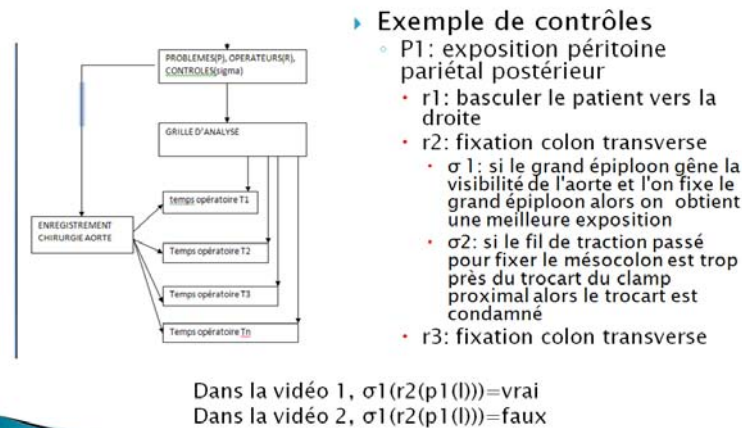 PROBLEMES(P), OPERATEURS(R),
CONTROLES(sigma)
GRILLE D'ANALYSE
temps opératoire T1
ENREGISTREMENT
CHIRURGIE AORTE
Temps opératoire T2
Temps opératoire T3
Temps opératoire Tn
Exemple de contrôles
P1: exposition péritoine
pariétal postérieur
r1: basculer le patient vers la
droite
r2: fixation colon transverse
σ 1: si le grand épiploon gêne la
visibilité de l'aorte et l'on fixe le
grand épiploon alors on obtient
une meilleure exposition
σ2: si le fil de traction passé
pour fixer le mésocolon est trop
près du trocart du clamp
proximal alors le trocart est
condamné
r3: fixation colon transverse
Dans la vidéo 1, σ1(r2(p1(l)))=vrai
Dans la vidéo 2, σ1(r2(p1(l)))=faux